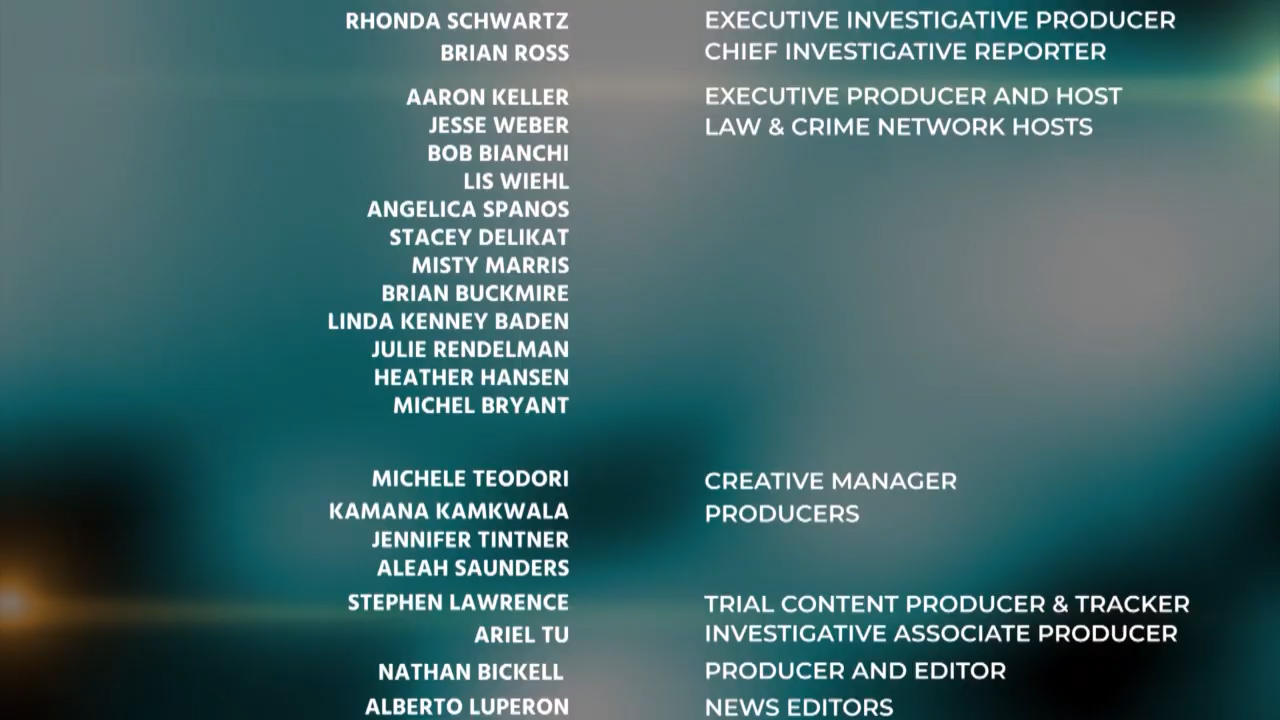 RHONDA SCHWARTZ EXECUTIVE INVESTIGATIVE PRODUCER
BRIAN ROSS CHIEF INVESTIGATIVE REPORTER
AARON KELLER EXECUTIVE PRODUCER AND HOST
JESSE WEBER LAW & CRIME NETWORK HOSTS
BOB BIANCHI
LIS WIEHL
ANGELICA SPANOS
STACEY DELIKAT
MISTY MARRIS
BRIAN BUCKMIRE
LINDA KENNEY BADEN
JULIE RENDELMAN
HEATHER HANSEN
MICHEL BRYANT
MICHELE TEODORI CREATIVE MANAGER
KAMANA KAMKWALA PRODUCERS
JENNIFER TINTNER
ALEAH SAUNDERS
STEPHEN LAWRENCE TRIAL CONTENT PRODUCER & TRACKER
ARIEL TU INVESTIGATIVE ASSOCIATE PRODUCER
NATHAN BICKELL PRODUCER AND EDITOR
ALBERTO LUPERON NEWS EDITORS